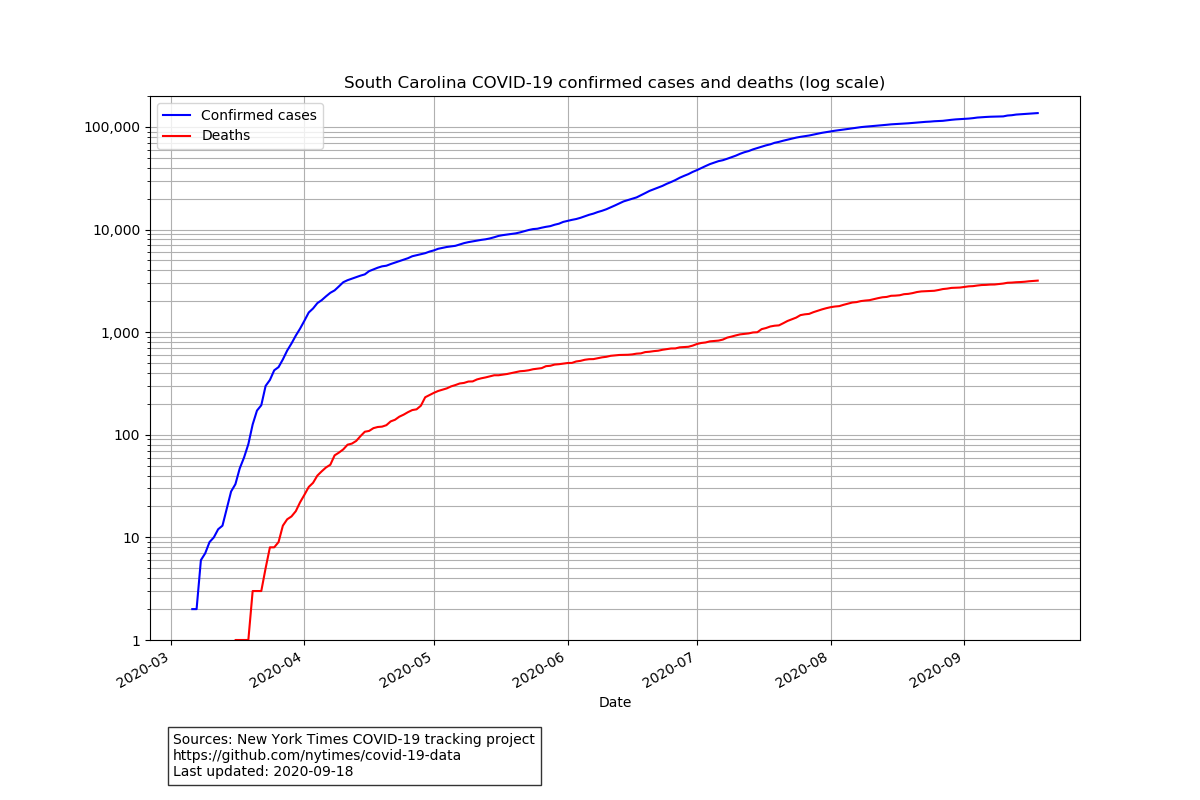 South Carolina COVID-19 confirmed cases and deaths (log scale)
Confirmed cases
Deaths
100,000
10,000
1,000
100
10
1
2020-03
2020-04
2020-05
2020-06
2020-07
2020-08
2020-09
Date
Sources: New York Times COVID-19 tracking project
https://github.com/nytimes/covid-19-data
Last updated: 2020-09-18